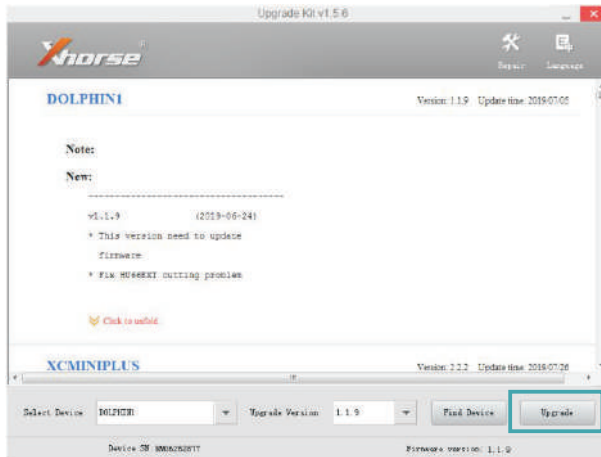 Upgrade Kit v1.5.6
Xhorse
Repair Language
DOLPHIN1 Version: 1.1.9 Update time: 2019/07/05
Note:
New:
v1.1.9 (2019-06-24)
* This version need to update
firmware
* Fix HU66EXT cutting problem
Click to unfold
XCMINIPLUS Version: 2.2.2 Update time: 2019/07/26
Select Device DOLPHIN1 Upgrade Version 1.1.9 Find Device Upgrade
Device SN Firmware version: 1.1.9